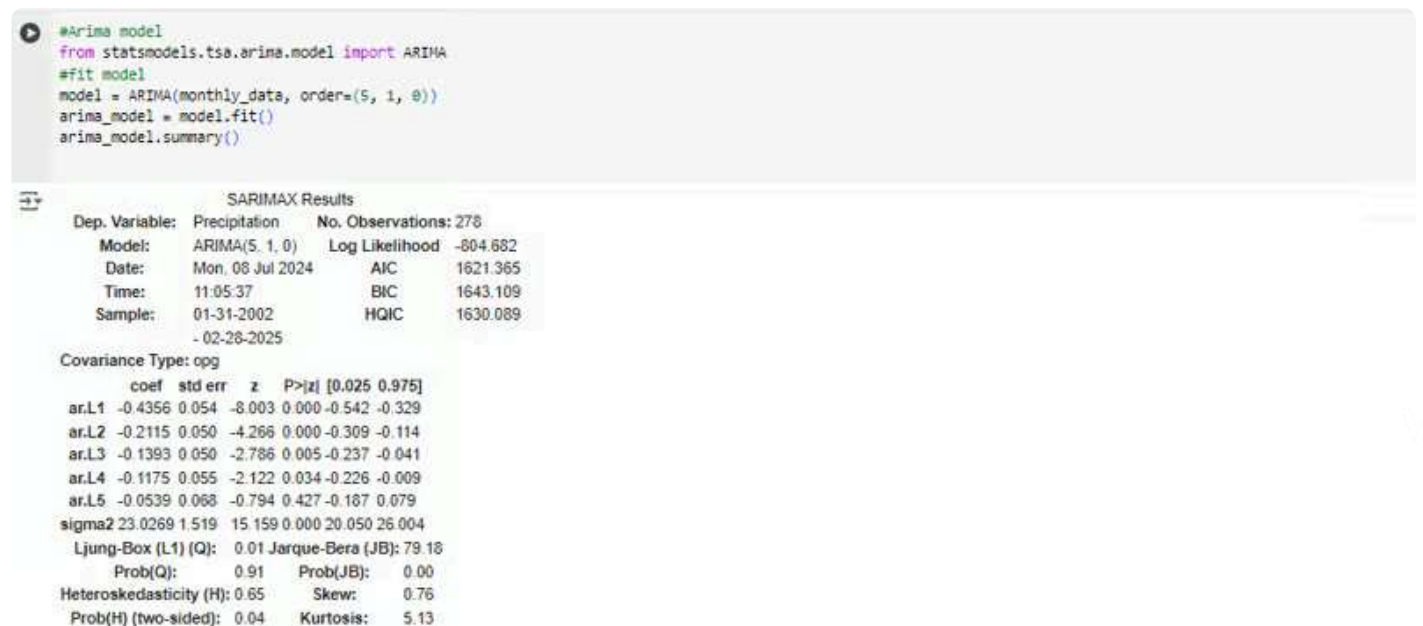 #Arima model
from statsmodels.tsa.arima.model import ARIMA
#fit model
model = ARIMA(monthly_data, order=(5, 1, 0))
arima_model = model.fit()
arima_model.summary()
SARIMAX Results
Dep. Variable: Precipitation No. Observations: 278
Model: ARIMA(5, 1, 0) Log Likelihood -804.682
Date: Mon, 08 Jul 2024 AIC 1621.365
Time: 11:05:37 BIC 1643.109
Sample: 01-31-2002 HQIC 1630.089
- 02-28-2025
Covariance Type: opg
coef std err z P>|z| [0.025 0.975]
ar.L1 -0.4356 0.054 -8.003 0.000 -0.542 -0.329
ar.L2 -0.2115 0.050 -4.266 0.000 -0.309 -0.114
ar.L3 -0.1393 0.050 -2.786 0.005 -0.237 -0.041
ar.L4 -0.1175 0.055 -2.122 0.034 -0.226 -0.009
ar.L5 -0.0539 0.068 -0.794 0.427 -0.187 0.079
sigma2 23.0269 1.519 15.159 0.000 20.050 26.004
Ljung-Box (L1) (Q): 0.01 Jarque-Bera (JB): 79.18
Prob(Q): 0.91 Prob(JB): 0.00
Heteroskedasticity (H): 0.65 Skew: 0.76
Prob(H) (two-sided): 0.04 Kurtosis: 5.13